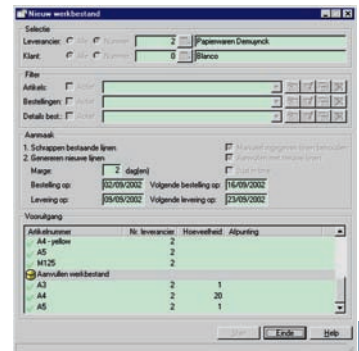 Nieuw werkbestand
Selectie
Leverancier: Alle Nummer 2 Papierwaren Demuynck
Klant: Alle Nummer 0 Blanco
Filter
Artikels: Actief
Bestellingen: Actief
Details best.: Actief
Aanmaak
1. Schrappen bestaande lijnen
2. Genereren nieuwe lijnen
Marge: 2 dag(en)
Bestelling op: 02/09/2002 Volgende bestelling op: 16/09/2002
Levering op: 09/09/2002 Volgende levering op: 23/09/2002
Vooruitgang
Artikelnummer Nr. leverancier Hoeveelheid Afpunting
A4 - yellow 2
A5 2
M125 2
Aanvullen werkbestand
A3 2 1
A4 2 20
A5 2 1
Start Einde Help